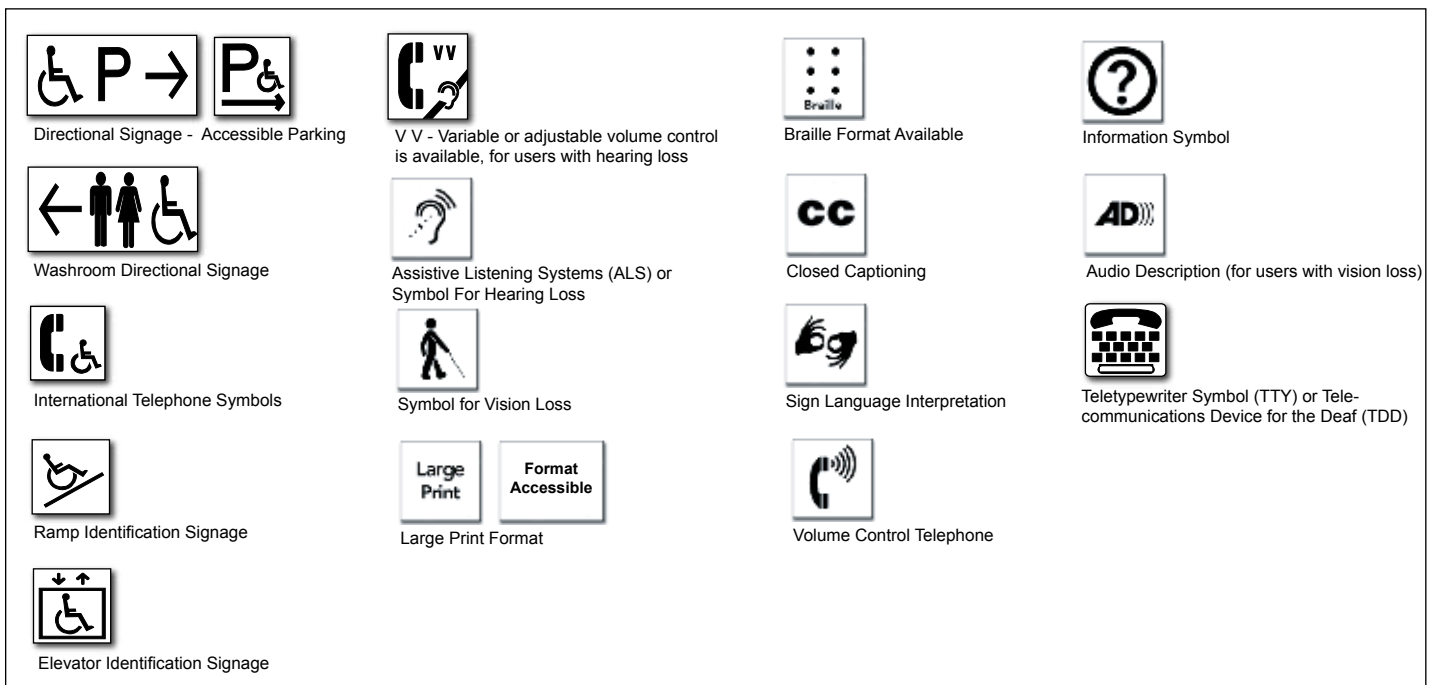 P P
Directional Signage - Accessible Parking
Washroom Directional Signage
International Telephone Symbols
Ramp Identification Signage
Elevator Identification Signage
VV
V V - Variable or adjustable volume control
is available, for users with hearing loss
Assistive Listening Systems (ALS) or
Symbol For Hearing Loss
Symbol for Vision Loss
Large
Print
Format
Accessible
Large Print Format
Braille
Braille Format Available
CC
Closed Captioning
Sign Language Interpretation
Volume Control Telephone
?
Information Symbol
AD
Audio Description (for users with vision loss)
Teletypewriter Symbol (TTY) or Tele-
communications Device for the Deaf (TDD)